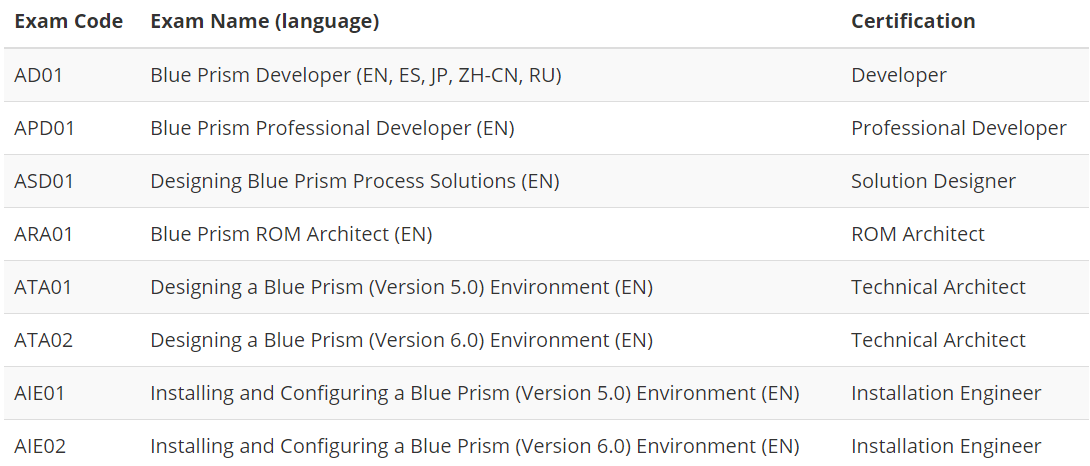 Exam Code Exam Name (language) Certification
AD01 Blue Prism Developer (EN, ES, JP, ZH-CN, RU) Developer
APD01 Blue Prism Professional Developer (EN) Professional Developer
ASD01 Designing Blue Prism Process Solutions (EN) Solution Designer
ARA01 Blue Prism ROM Architect (EN) ROM Architect
ATA01 Designing a Blue Prism (Version 5.0) Environment (EN) Technical Architect
ATA02 Designing a Blue Prism (Version 6.0) Environment (EN) Technical Architect
AIE01 Installing and Configuring a Blue Prism (Version 5.0) Environment (EN) Installation Engineer
AIE02 Installing and Configuring a Blue Prism (Version 6.0) Environment (EN) Installation Engineer